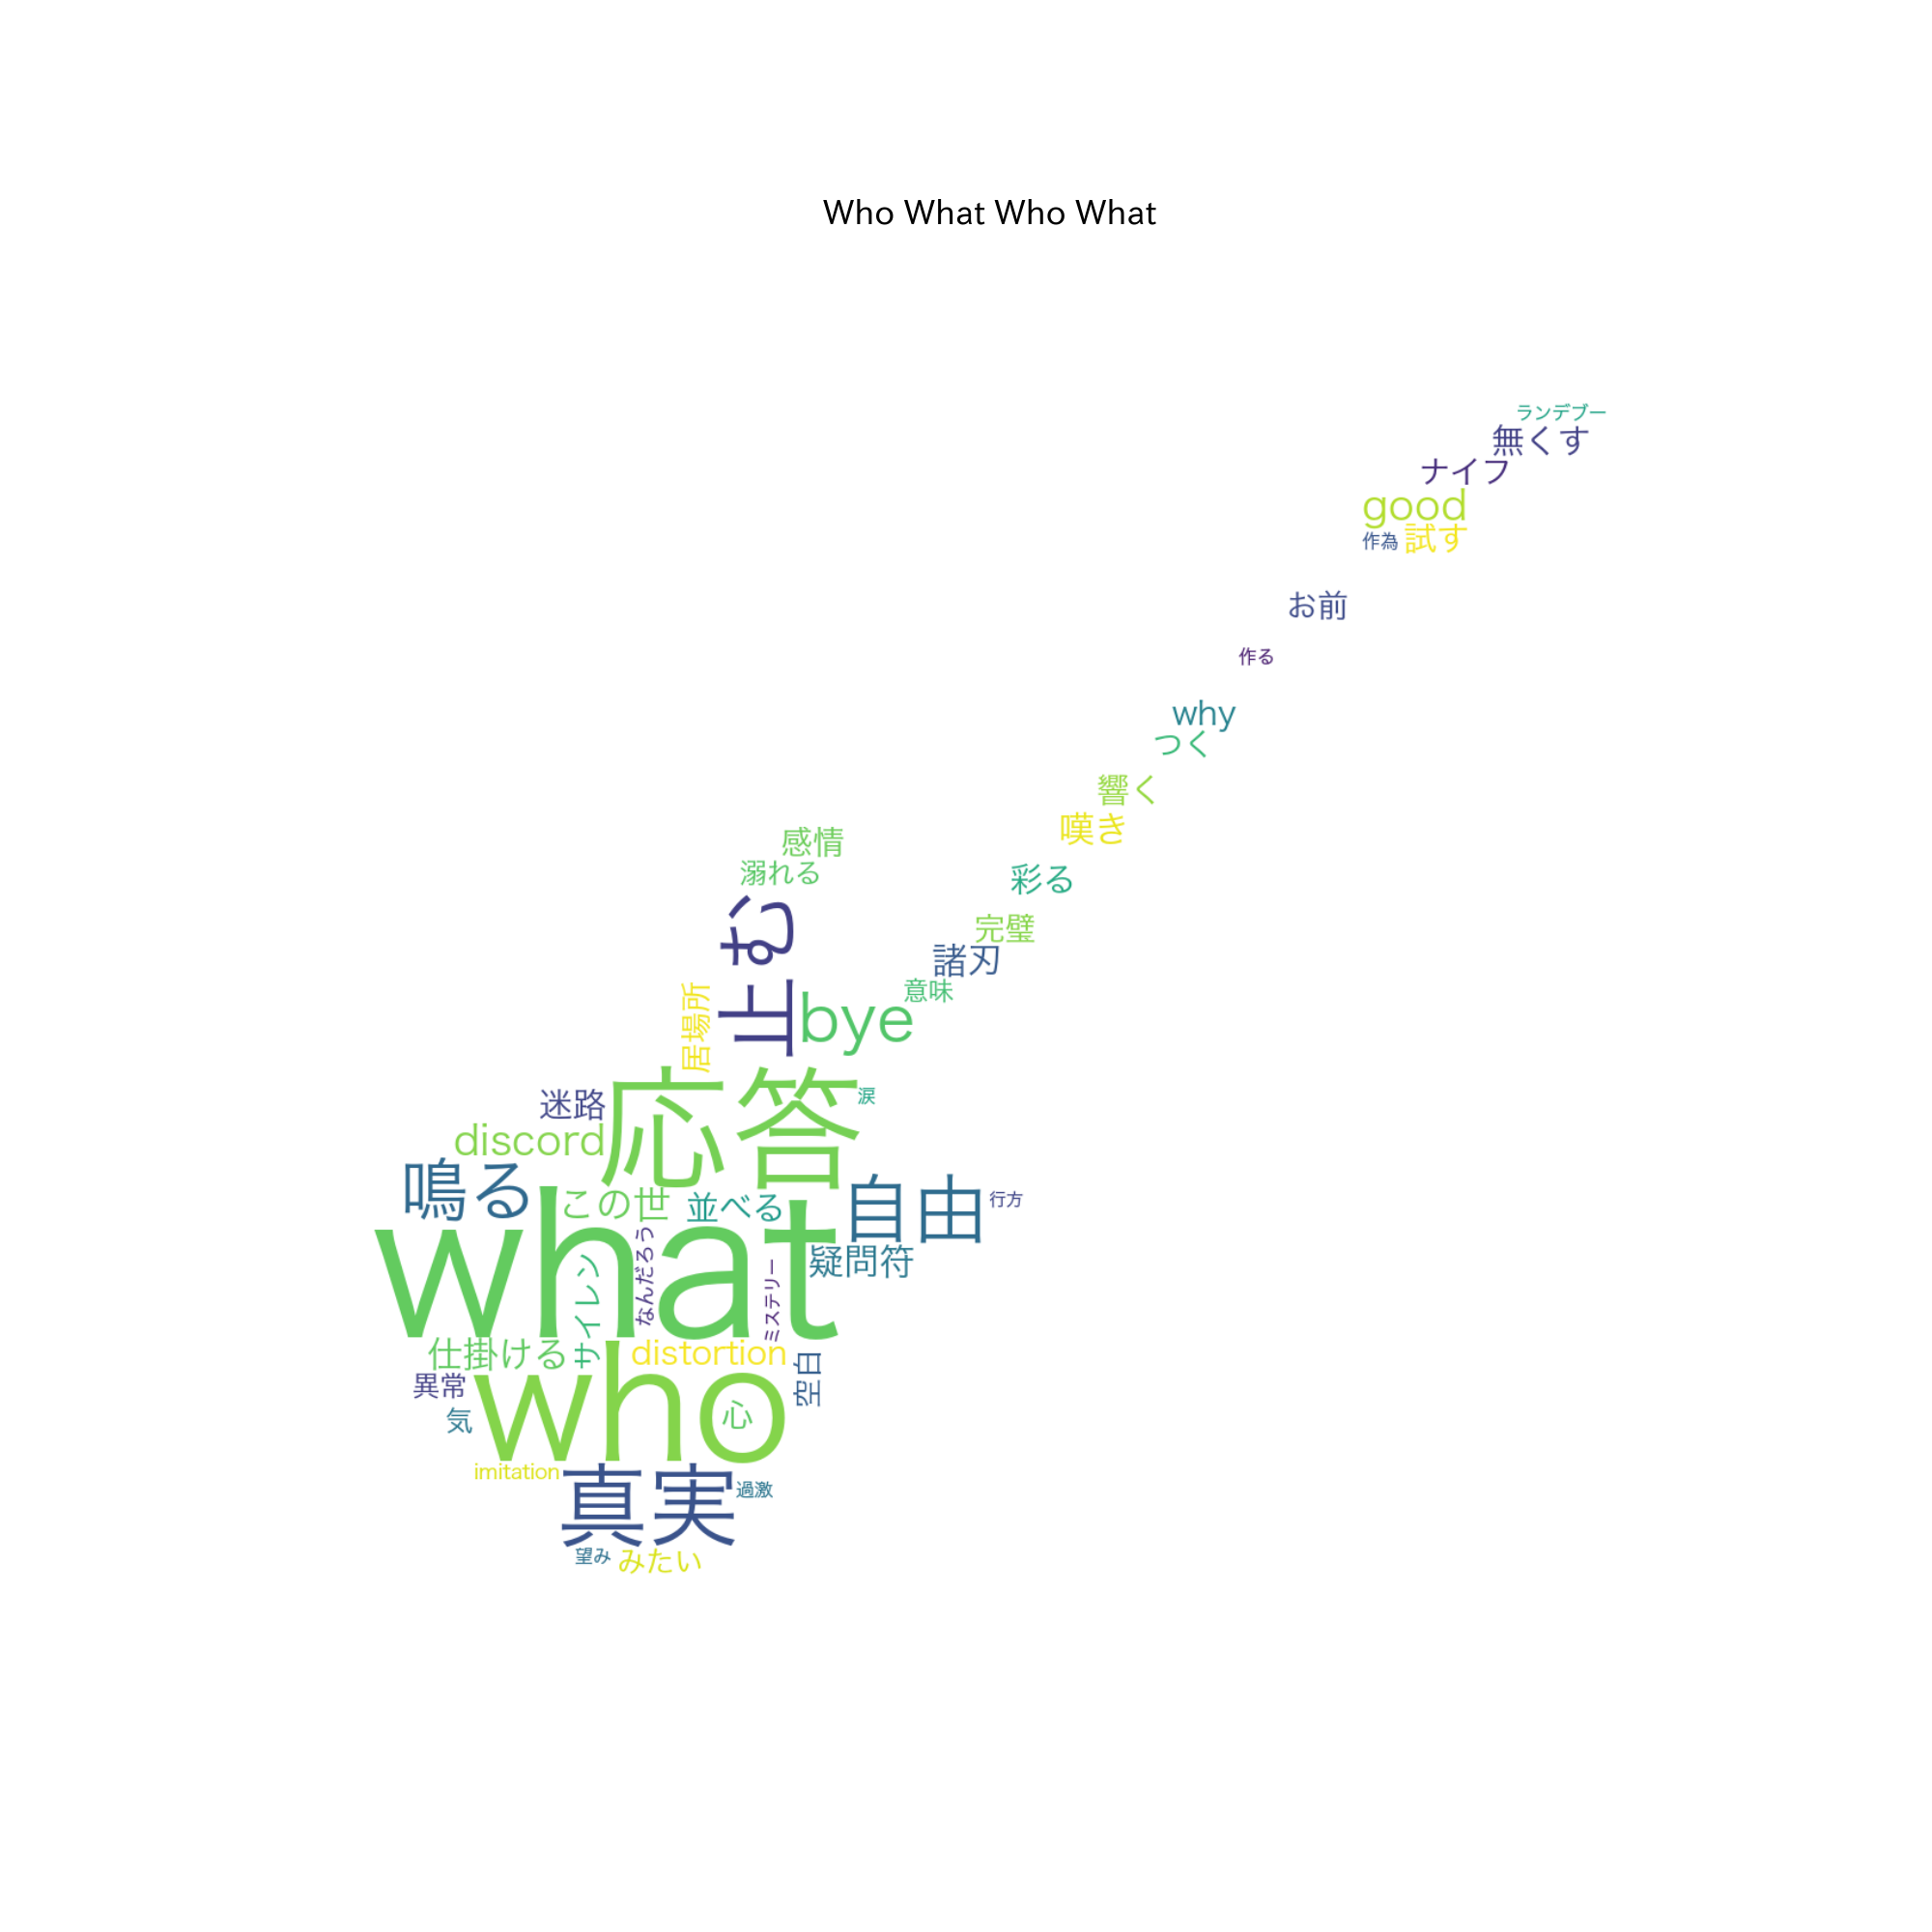 Who What Who What
ランデブー
無くす
ナイフ
good
作為
試す
お前
作る
why
つく
響く
嘆き
感情
溺れる
彩る
止む
完璧
諸刃
居場所
bye
意味
迷路
応答
涙
discord
鳴る
この世
並べる
自由
行方
what
サイレン
なんだろう
ミステリー
疑問符
仕掛ける
distortion
空白
異常
気
who
心
imitation
真実
過激
望み
みたい